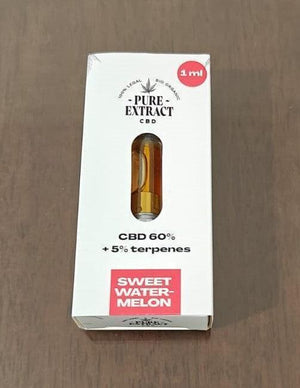 1 ml
100% LEGAL BIO ORGANIC
PURE
EXTRACT
CBD
CBD 60%
+ 5% terpenes
SWEET
WATER-
MELON